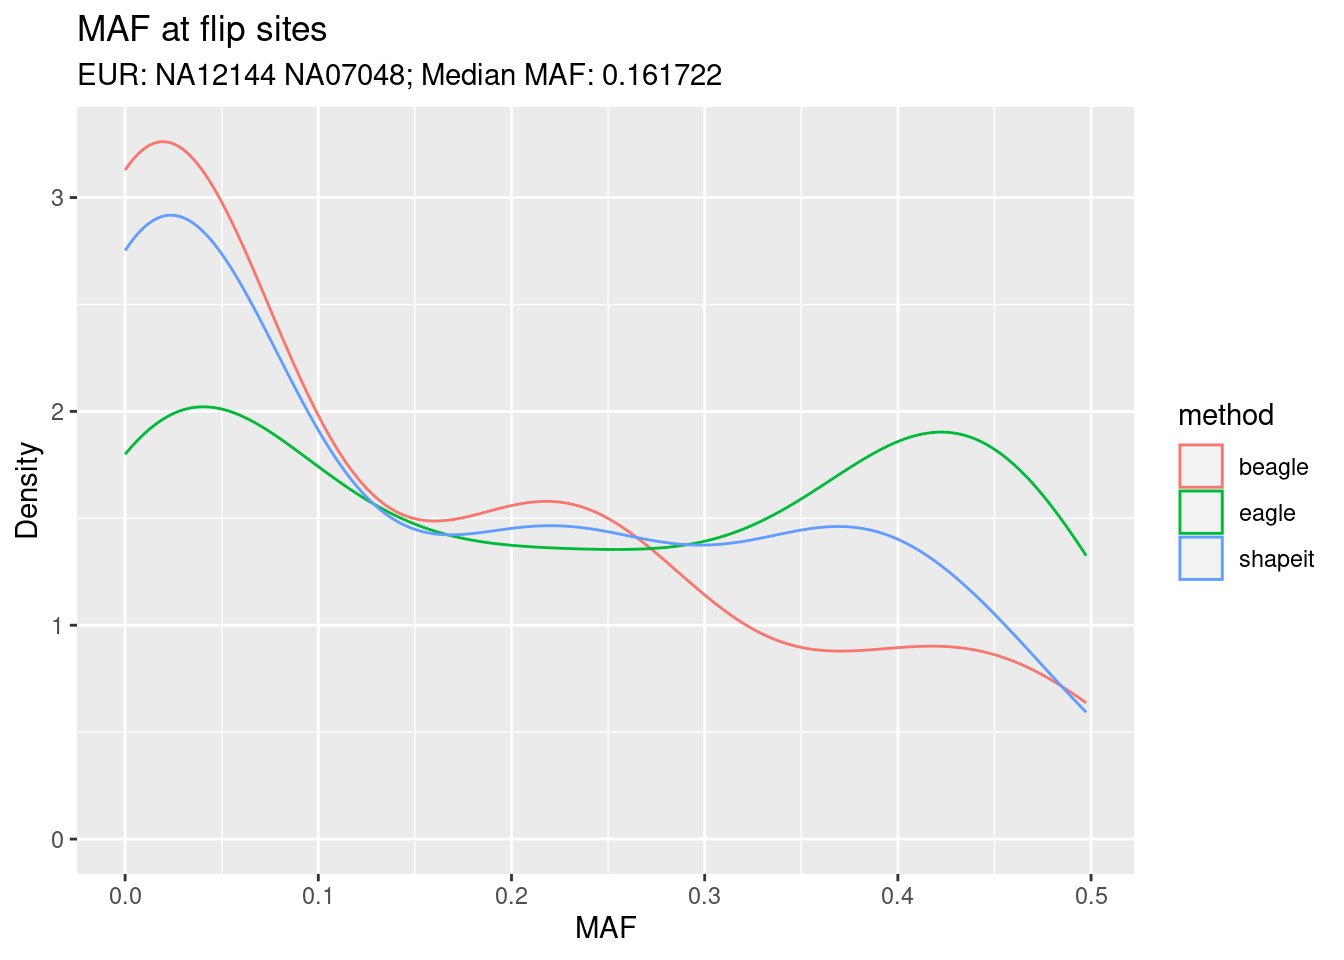 MAF at flip sites
EUR: NA12144 NA07048; Median MAF: 0.161722
3
2
1
0
Density
0.0 0.1 0.2 0.3 0.4 0.5
MAF
method
beagle
eagle
shapeit